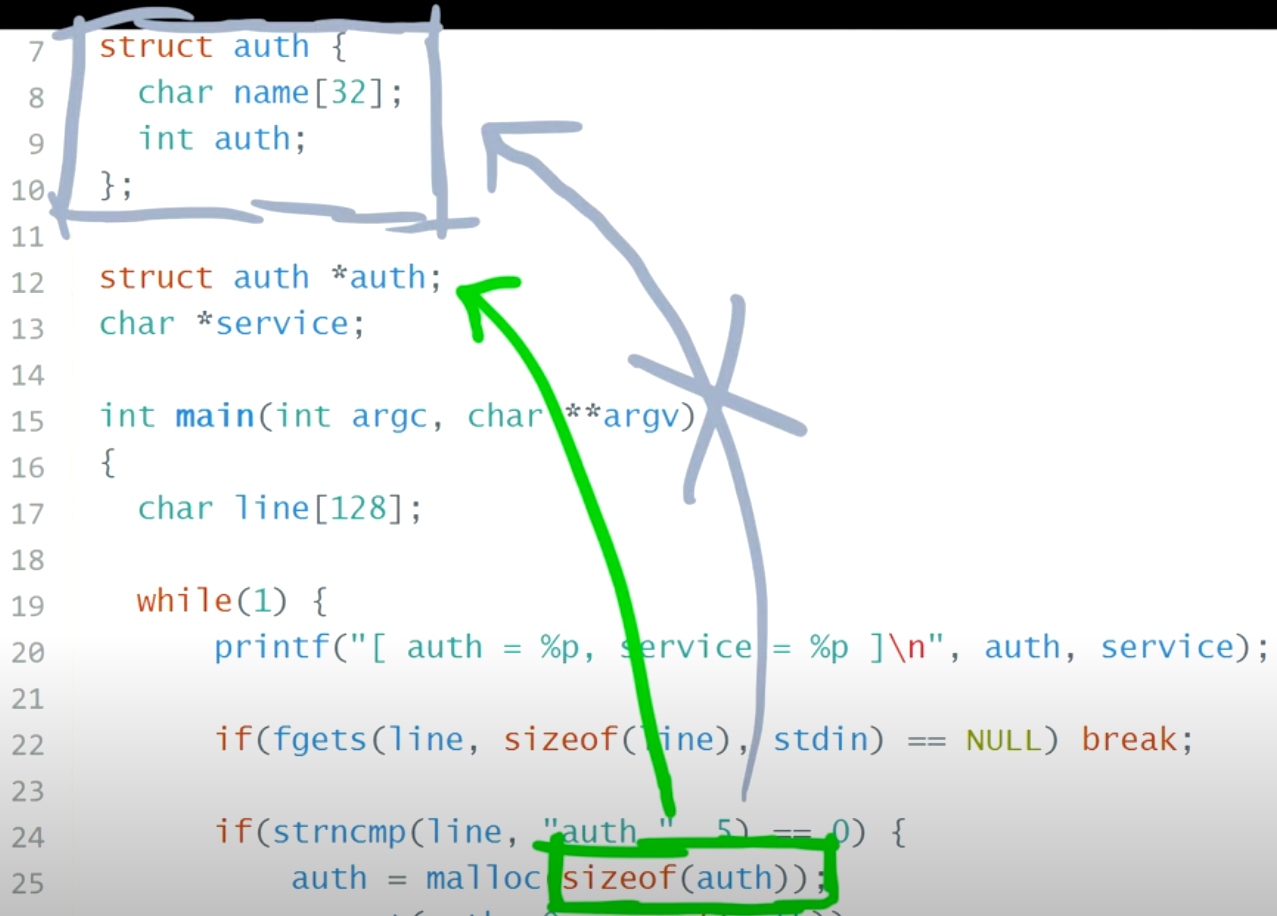 7 struct auth {
8 char name[32];
9 int auth;
10 };
11
12 struct auth *auth;
13 char *service;
14
15 int main(int argc, char **argv)
16 {
17 char line[128];
18
19 while(1) {
20 printf("[ auth = %p, service = %p ]\n", auth, service);
21
22 if(fgets(line, sizeof(line), stdin) == NULL) break;
23
24 if(strncmp(line, "auth ", 5) == 0) {
25 auth = malloc(sizeof(auth));